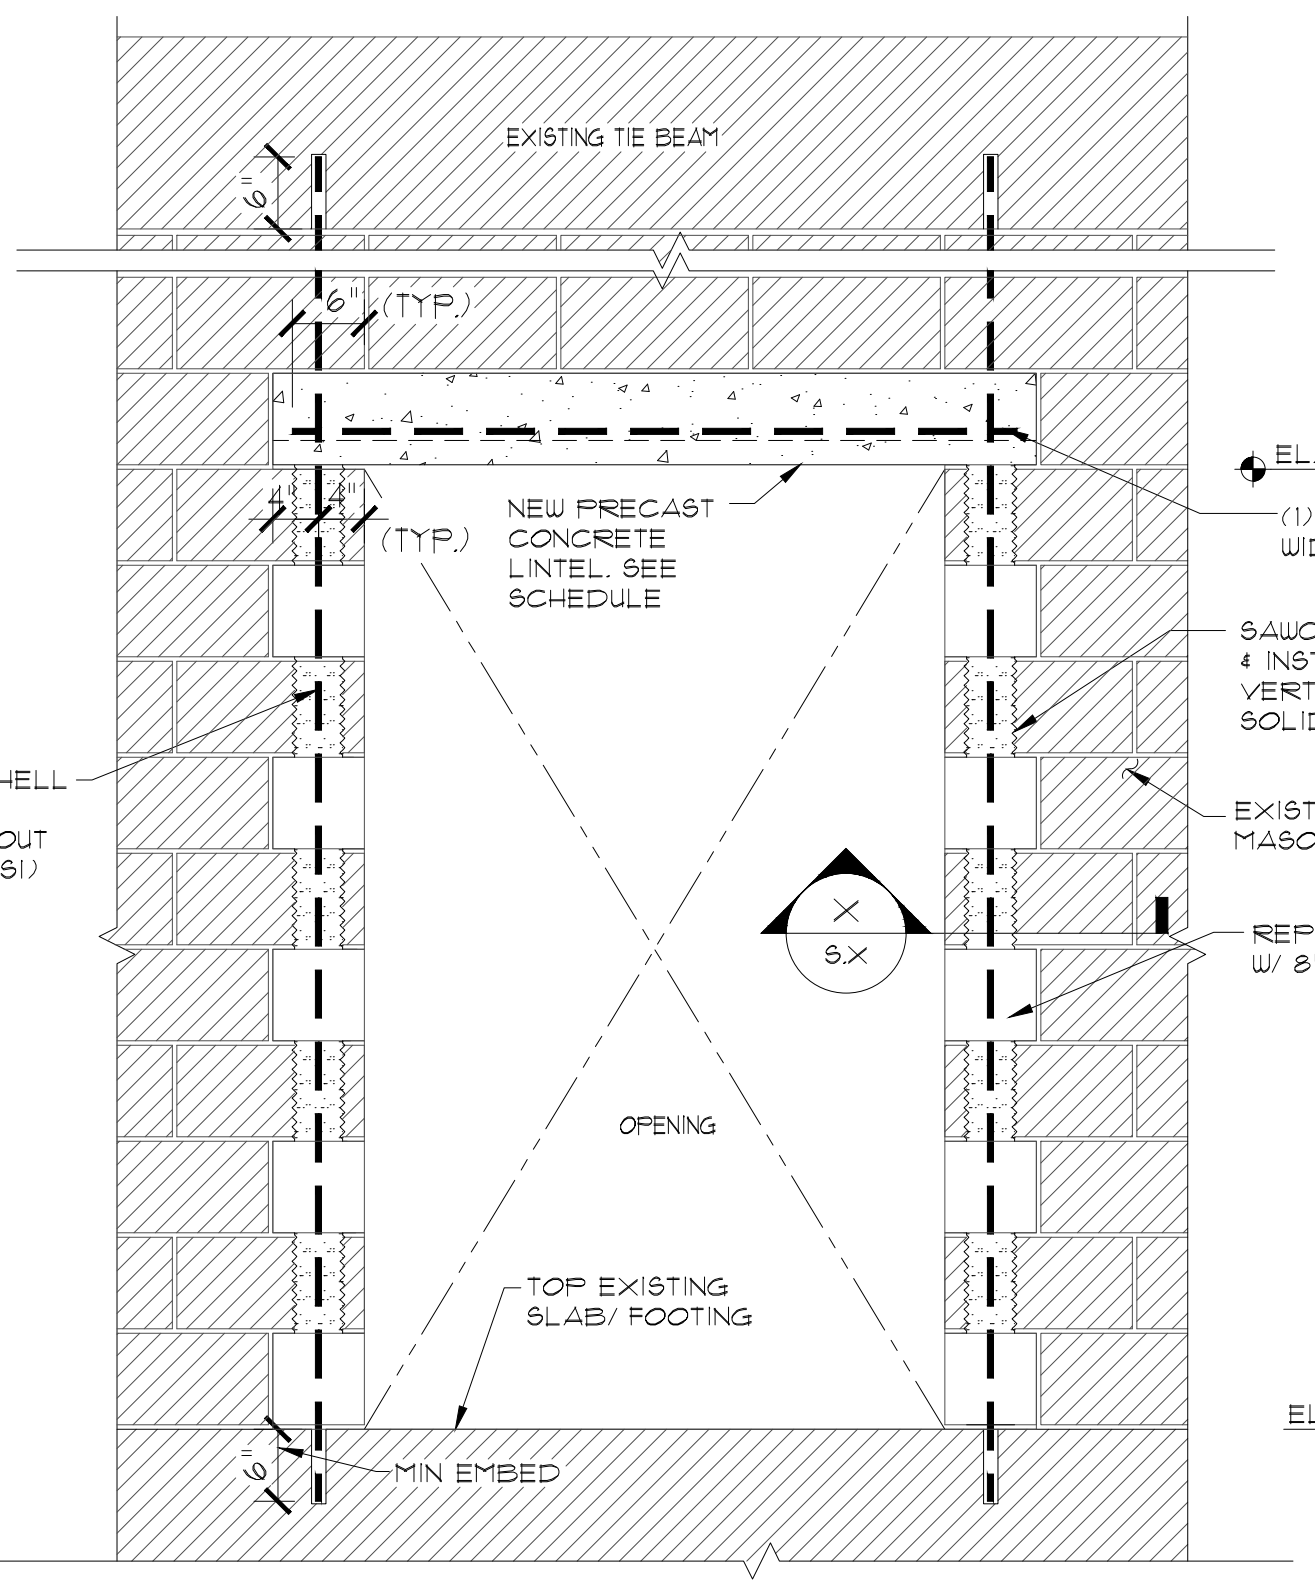 EXISTING TIE BEAM
6"
6" (TYP.)
4" 4"
(TYP.)
NEW PRECAST
CONCRETE
LINTEL. SEE
SCHEDULE
EL.
(1)
WID
SAWC
& INST
VERT
SOLID
HELL
OUT
SI)
EXIST
MASO
X
S.X
REP
W/ 8"
OPENING
TOP EXISTING
SLAB/ FOOTING
6"
MIN EMBED
EL